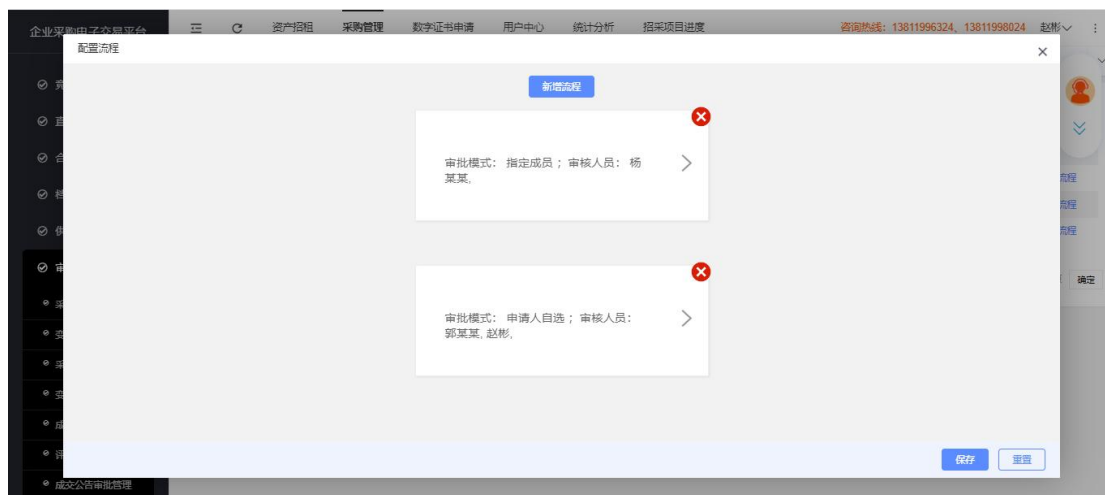 企业采购电子交易平台
资产招租 采购管理 数字证书申请 用户中心 统计分析 招采项目进度 咨询热线：13811996324、13811998024 赵彬
配置流程
新增流程
审批模式： 指定成员； 审核人员： 杨
某某,
审批模式： 申请人自选； 审核人员：
郭某某, 赵彬,
流程
流程
流程
确定
保存 重置
成交公告审批管理